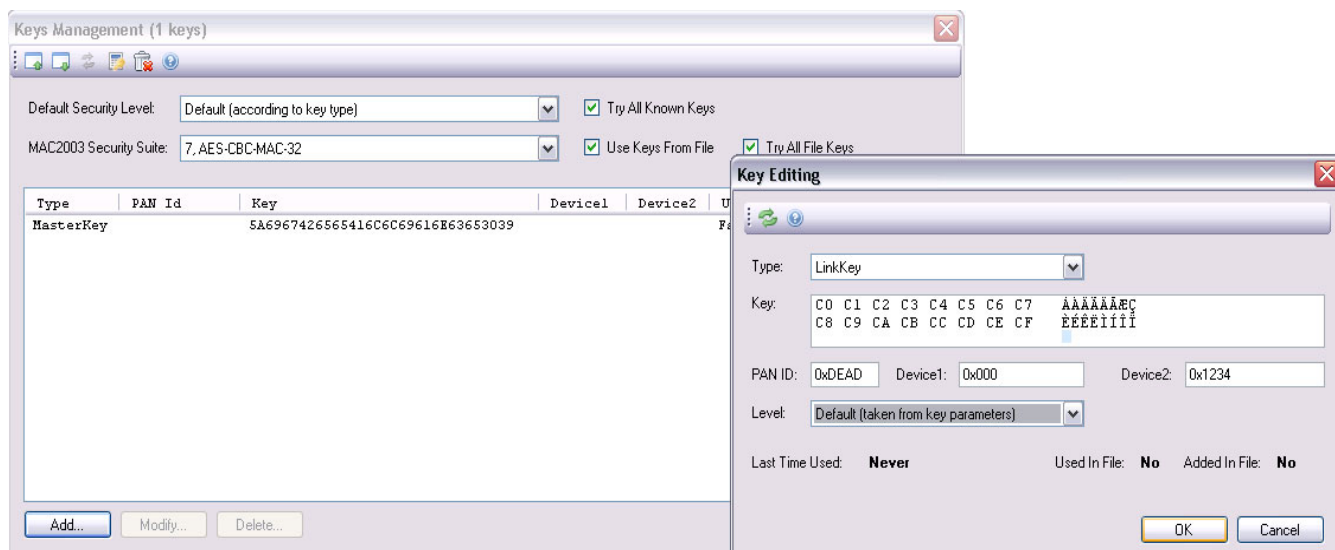 Keys Management (1 keys)
Default Security Level: Default (according to key type) Try All Known Keys
MAC2003 Security Suite: 7, AES-CBC-MAC-32 Use Keys From File Try All File Keys
Type PAN Id Key Device1 Device2 U
MasterKey 5A6967426565416C6C69616E63653039 Fa
Add... Modify... Delete...
Key Editing
Type: LinkKey
Key: C0 C1 C2 C3 C4 C5 C6 C7
C8 C9 CA CB CC CD CE CF
PAN ID: 0xDEAD Device1: 0x000 Device2: 0x1234
Level: Default (taken from key parameters)
Last Time Used: Never Used In File: No Added In File: No
OK Cancel